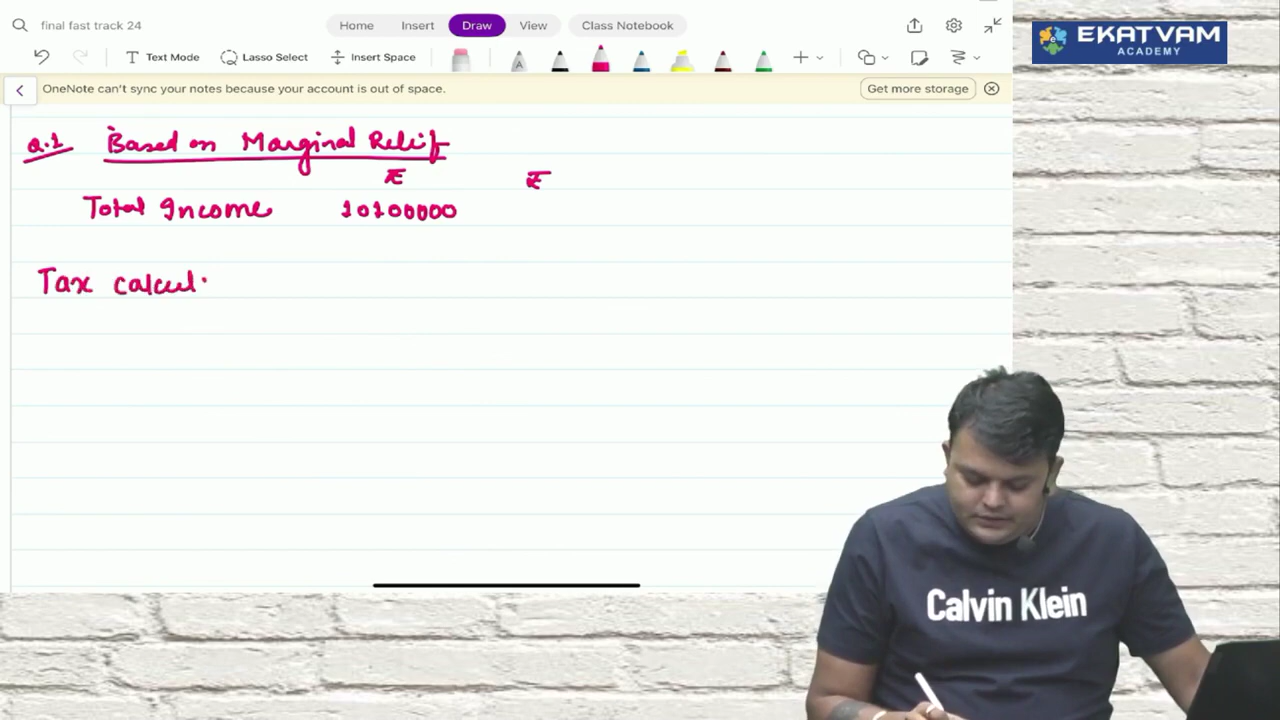 final fast track 24
Home Insert Draw View Class Notebook
EKATVAM
ACADEMY
Text Mode Lasso Select Insert Space
OneNote can't sync your notes because your account is out of space. Get more storage
Q.1 Based on Marginal Relief
₹ ₹
Total Income 10100000
Tax calcul
Calvin Klein